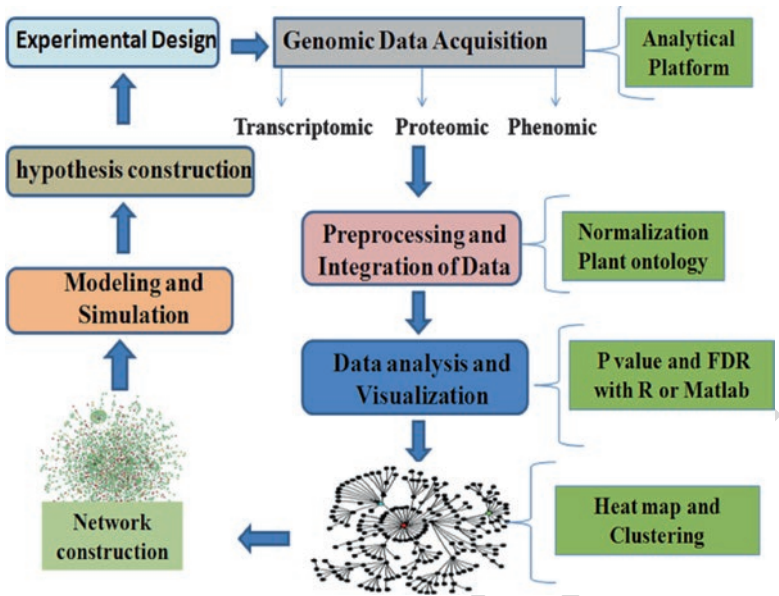 Experimental Design
Genomic Data Acquisition
Analytical
Platform
Transcriptomic Proteomic Phenomic
hypothesis construction
Preprocessing and
Integration of Data
Normalization
Plant ontology
Modeling and
Simulation
Data analysis and
Visualization
P value and FDR
with R or Matlab
Heat map and
Clustering
Network
construction